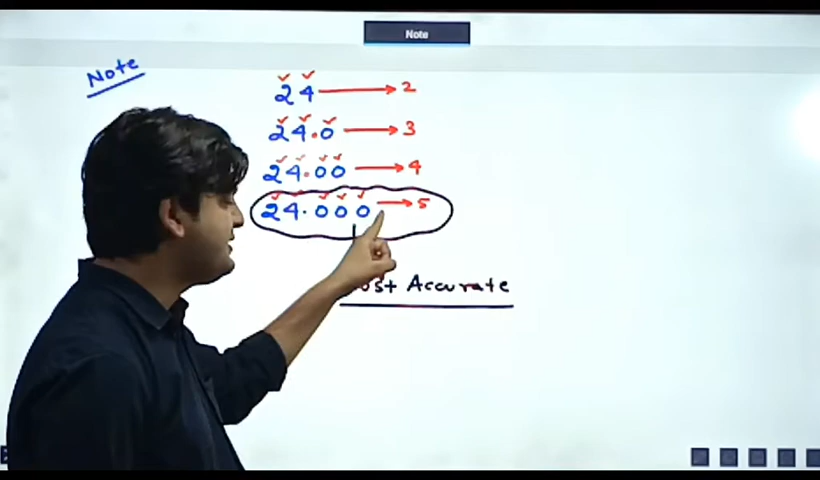 Note
Note
24 → 2
24.0 → 3
24.00 → 4
24.000 → 5
Accurate